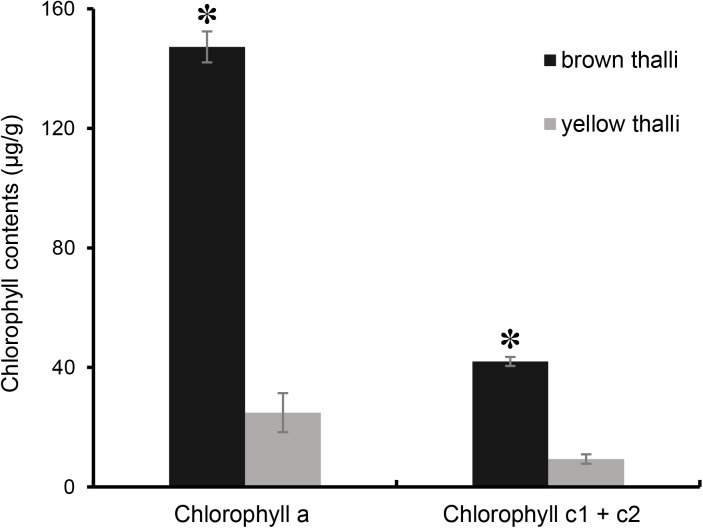 160
120
80
40
0
Chlorophyll contents (µg/g)
*
*
brown thalli
yellow thalli
Chlorophyll a
Chlorophyll c1 + c2